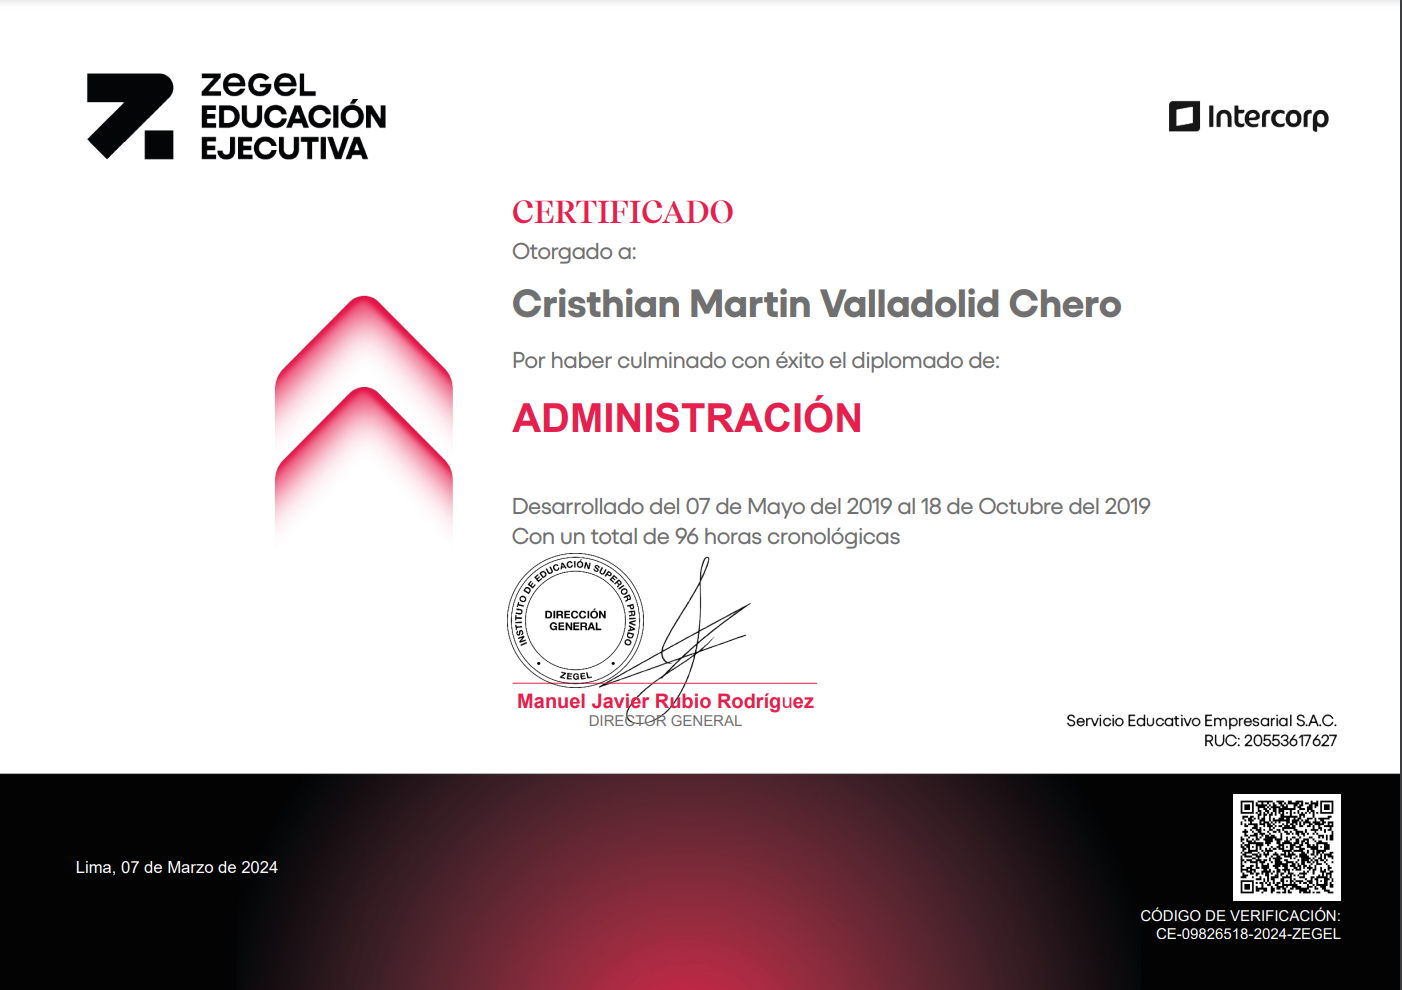 zeGeL
EDUCACIÓN
EJECUTIVA
Intercorp
CERTIFICADO
Otorgado a:
Cristhian Martin Valladolid Chero
Por haber culminado con éxito el diplomado de:
ADMINISTRACIÓN
Desarrollado del 07 de Mayo del 2019 al 18 de Octubre del 2019
Con un total de 96 horas cronológicas
INSTITUTO DE EDUCACIÓN SUPERIOR PRIVADO
DIRECCIÓN
GENERAL
ZEGEL
Manuel Javier Rubio Rodríguez
DIRECTOR GENERAL
Servicio Educativo Empresarial S.A.C.
RUC: 20553617627
Lima, 07 de Marzo de 2024
CÓDIGO DE VERIFICACIÓN:
CE-09826518-2024-ZEGEL